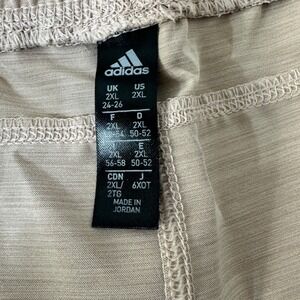 adidas
UK US
2XL 2XL
24-26
F D
2XL 2XL
50-52
E
2XL 2XL
56-58 50-52
CDN J
2XL/ 6XOT
2TG
MADE IN
JORDAN